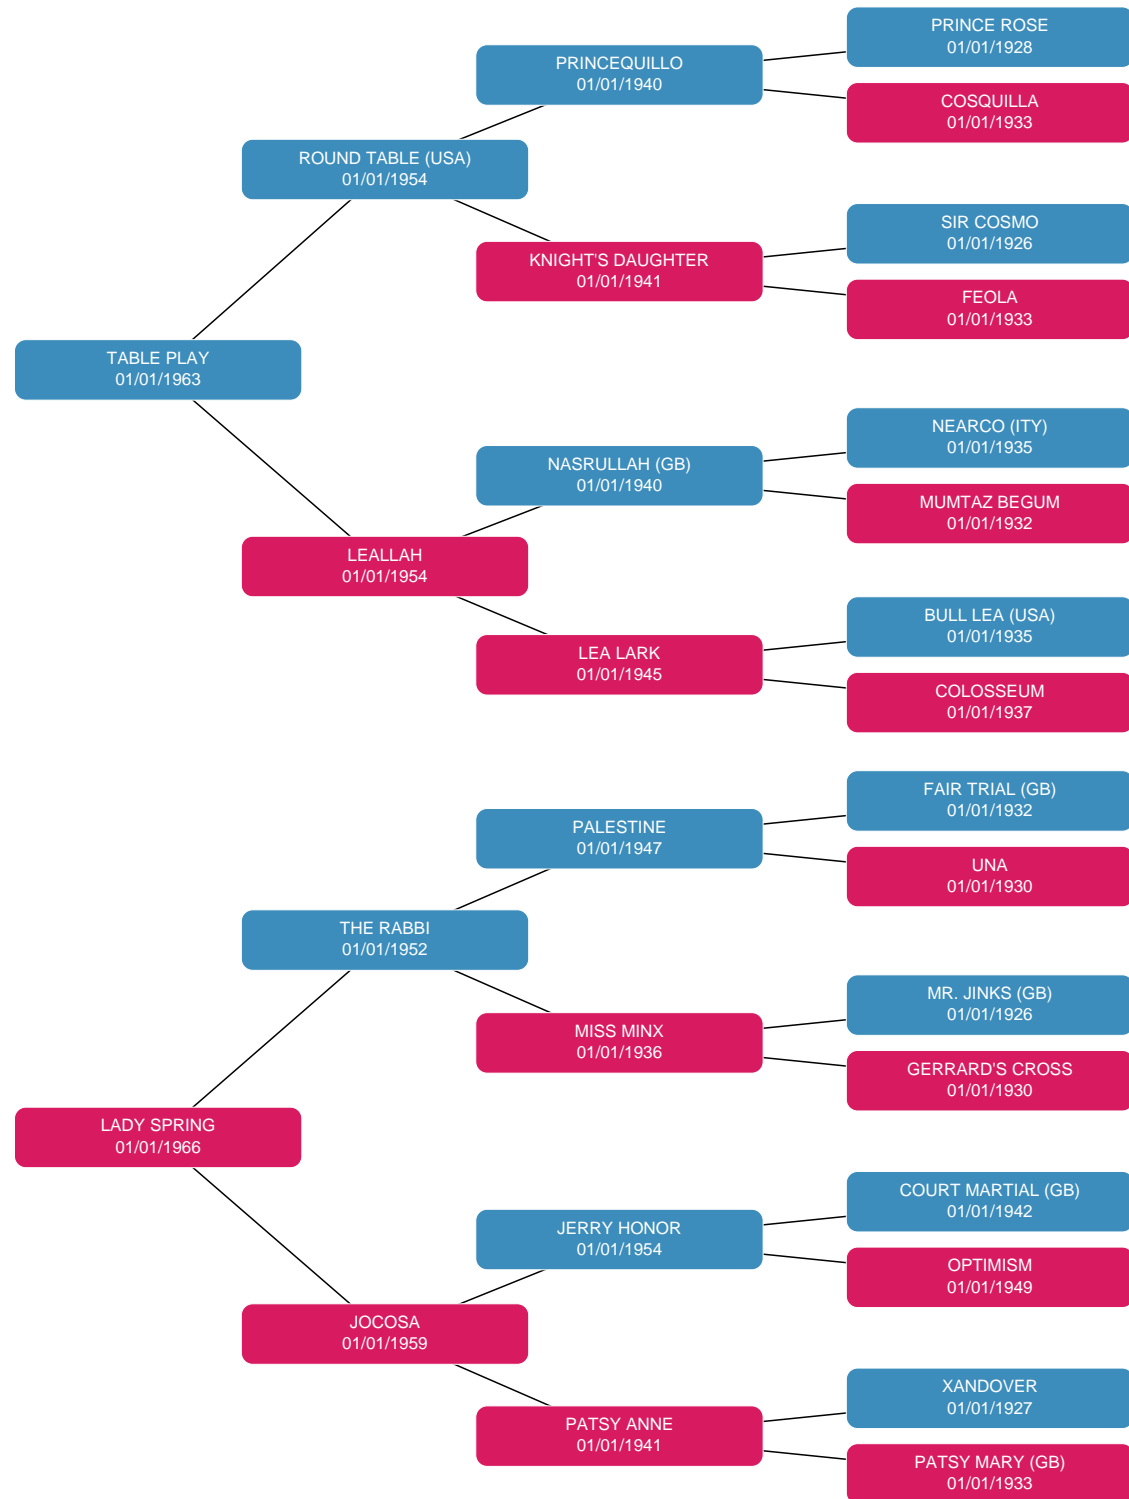 PRINCE ROSE
01/01/1928
PRINCEQUILLO
01/01/1940
COSQUILLA
01/01/1933
ROUND TABLE (USA)
01/01/1954
SIR COSMO
01/01/1926
KNIGHT'S DAUGHTER
01/01/1941
FEOLA
01/01/1933
TABLE PLAY
01/01/1963
NEARCO (ITY)
01/01/1935
NASRULLAH (GB)
01/01/1940
MUMTAZ BEGUM
01/01/1932
LEALLAH
01/01/1954
BULL LEA (USA)
01/01/1935
LEA LARK
01/01/1945
COLOSSEUM
01/01/1937
FAIR TRIAL (GB)
01/01/1932
PALESTINE
01/01/1947
UNA
01/01/1930
THE RABBI
01/01/1952
MR. JINKS (GB)
01/01/1926
MISS MINX
01/01/1936
GERRARD'S CROSS
01/01/1930
LADY SPRING
01/01/1966
COURT MARTIAL (GB)
01/01/1942
JERRY HONOR
01/01/1954
OPTIMISM
01/01/1949
JOCOSA
01/01/1959
XANDOVER
01/01/1927
PATSY ANNE
01/01/1941
PATSY MARY (GB)
01/01/1933